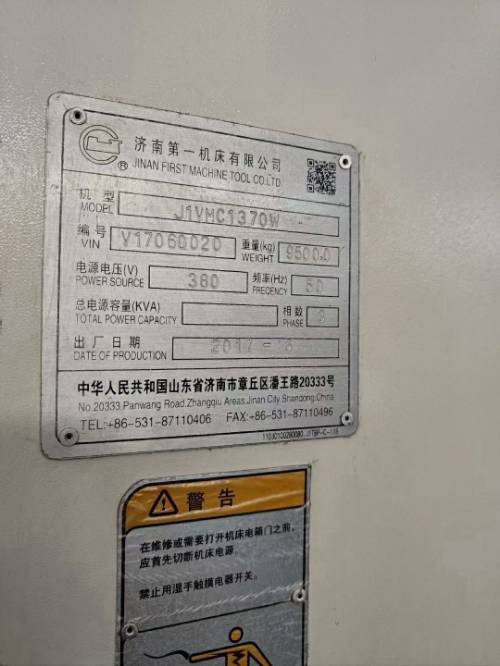 济南第一机床有限公司
® JINAN FIRST MACHINE TOOL CO.LTD
机型 MODEL J1VMC1370W
编号 VIN V17060020 重量(kg) WEIGHT 9500.0
电源电压(V) POWER SOURCE 380 频率(Hz) FREQENCY 50
总电源容量(KVA) TOTAL POWER CAPACITY 相数 PHASE 3
出厂日期 DATE OF PRODUCTION 2017-
中华人民共和国山东省济南市章丘区潘王路20333号
No.20333.Panwang Road.Zhangqiu Areas.Jinan City Shandong.China
TEL:+86-531-87110406 FAX:+86-531-87110496
警告
在维修或需要打开机床电箱门之前,
应首先切断机床电源。
禁止用湿手触摸电器开关。